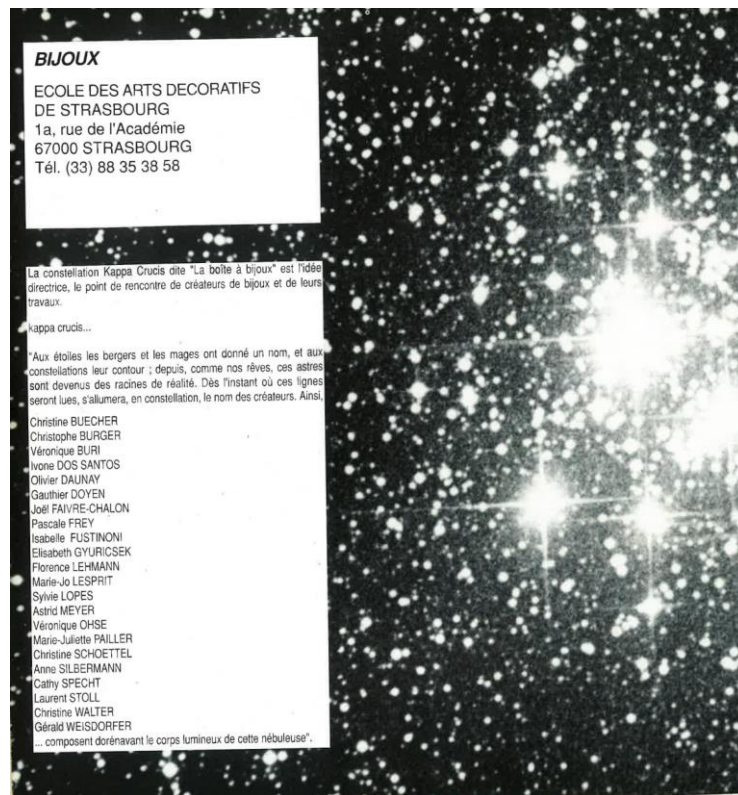 BIJOUX
ECOLE DES ARTS DECORATIFS
DE STRASBOURG
1a, rue de l'Académie
67000 STRASBOURG
Tél. (33) 88 35 38 58
La constellation Kappa Crucis dite "La boîte à bijoux" est l'idée
directrice, le point de rencontre de créateurs de bijoux et de leurs
travaux.
kappa crucis...
"Aux étoiles les bergers et les mages ont donné un nom, et aux
constellations leur contour ; depuis, comme nos rêves, ces astres
sont devenus des racines de réalité. Dès l'instant où ces lignes
seront lues, s'allumera, en constellation, le nom des créateurs. Ainsi,
Christine BUECHER
Christophe BURGER
Véronique BURI
Ivone DOS SANTOS
Olivier DAUNAY
Gauthier DOYEN
Joël FAIVRE-CHALON
Pascale FREY
Isabelle FUSTINONI
Elisabeth GYURICSEK
Florence LEHMANN
Marie-Jo LESPRIT
Sylvie LOPES
Astrid MEYER
Véronique OHSE
Marie-Juliette PAILLER
Christine SCHOETTEL
Anne SILBERMANN
Cathy SPECHT
Laurent STOLL
Christine WALTER
Gérald WEISDORFER
... composent dorénavant le corps lumineux de cette nébuleuse".